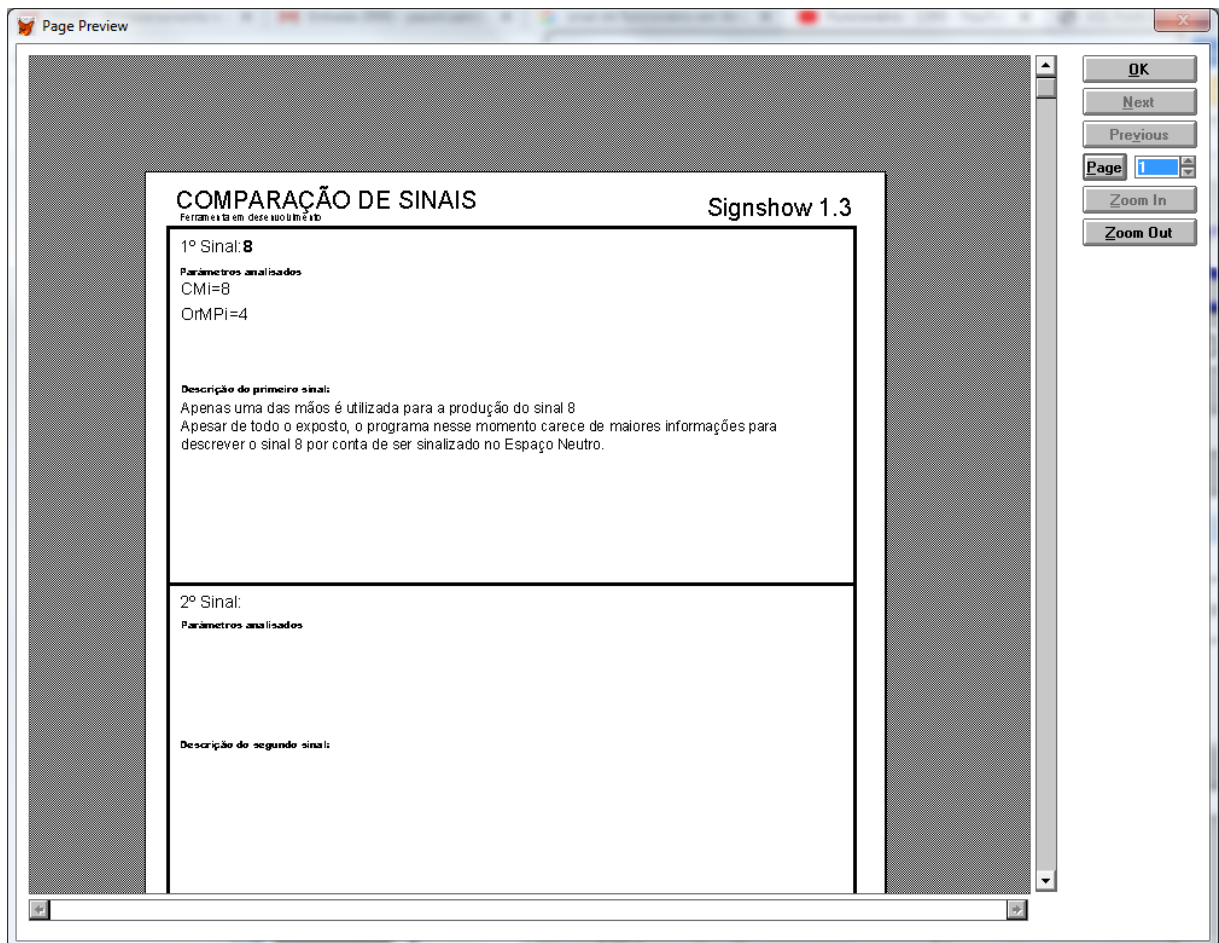 Page Preview
OK
Next
Previous
Page 1
Zoom In
Zoom Out
COMPARAÇÃO DE SINAIS
Ferramenta em desenvolvimento
Signshow 1.3
1º Sinal:8
Parámetros analisados
CMi=8
OrMPi=4
Descrição do primeiro sinal:
Apenas uma das mãos é utilizada para a produção do sinal 8
Apesar de todo o exposto, o programa nesse momento carece de maiores informações para
descrever o sinal 8 por conta de ser sinalizado no Espaço Neutro.
2º Sinal:
Parámetros analisados
Descrição do segundo sinal: